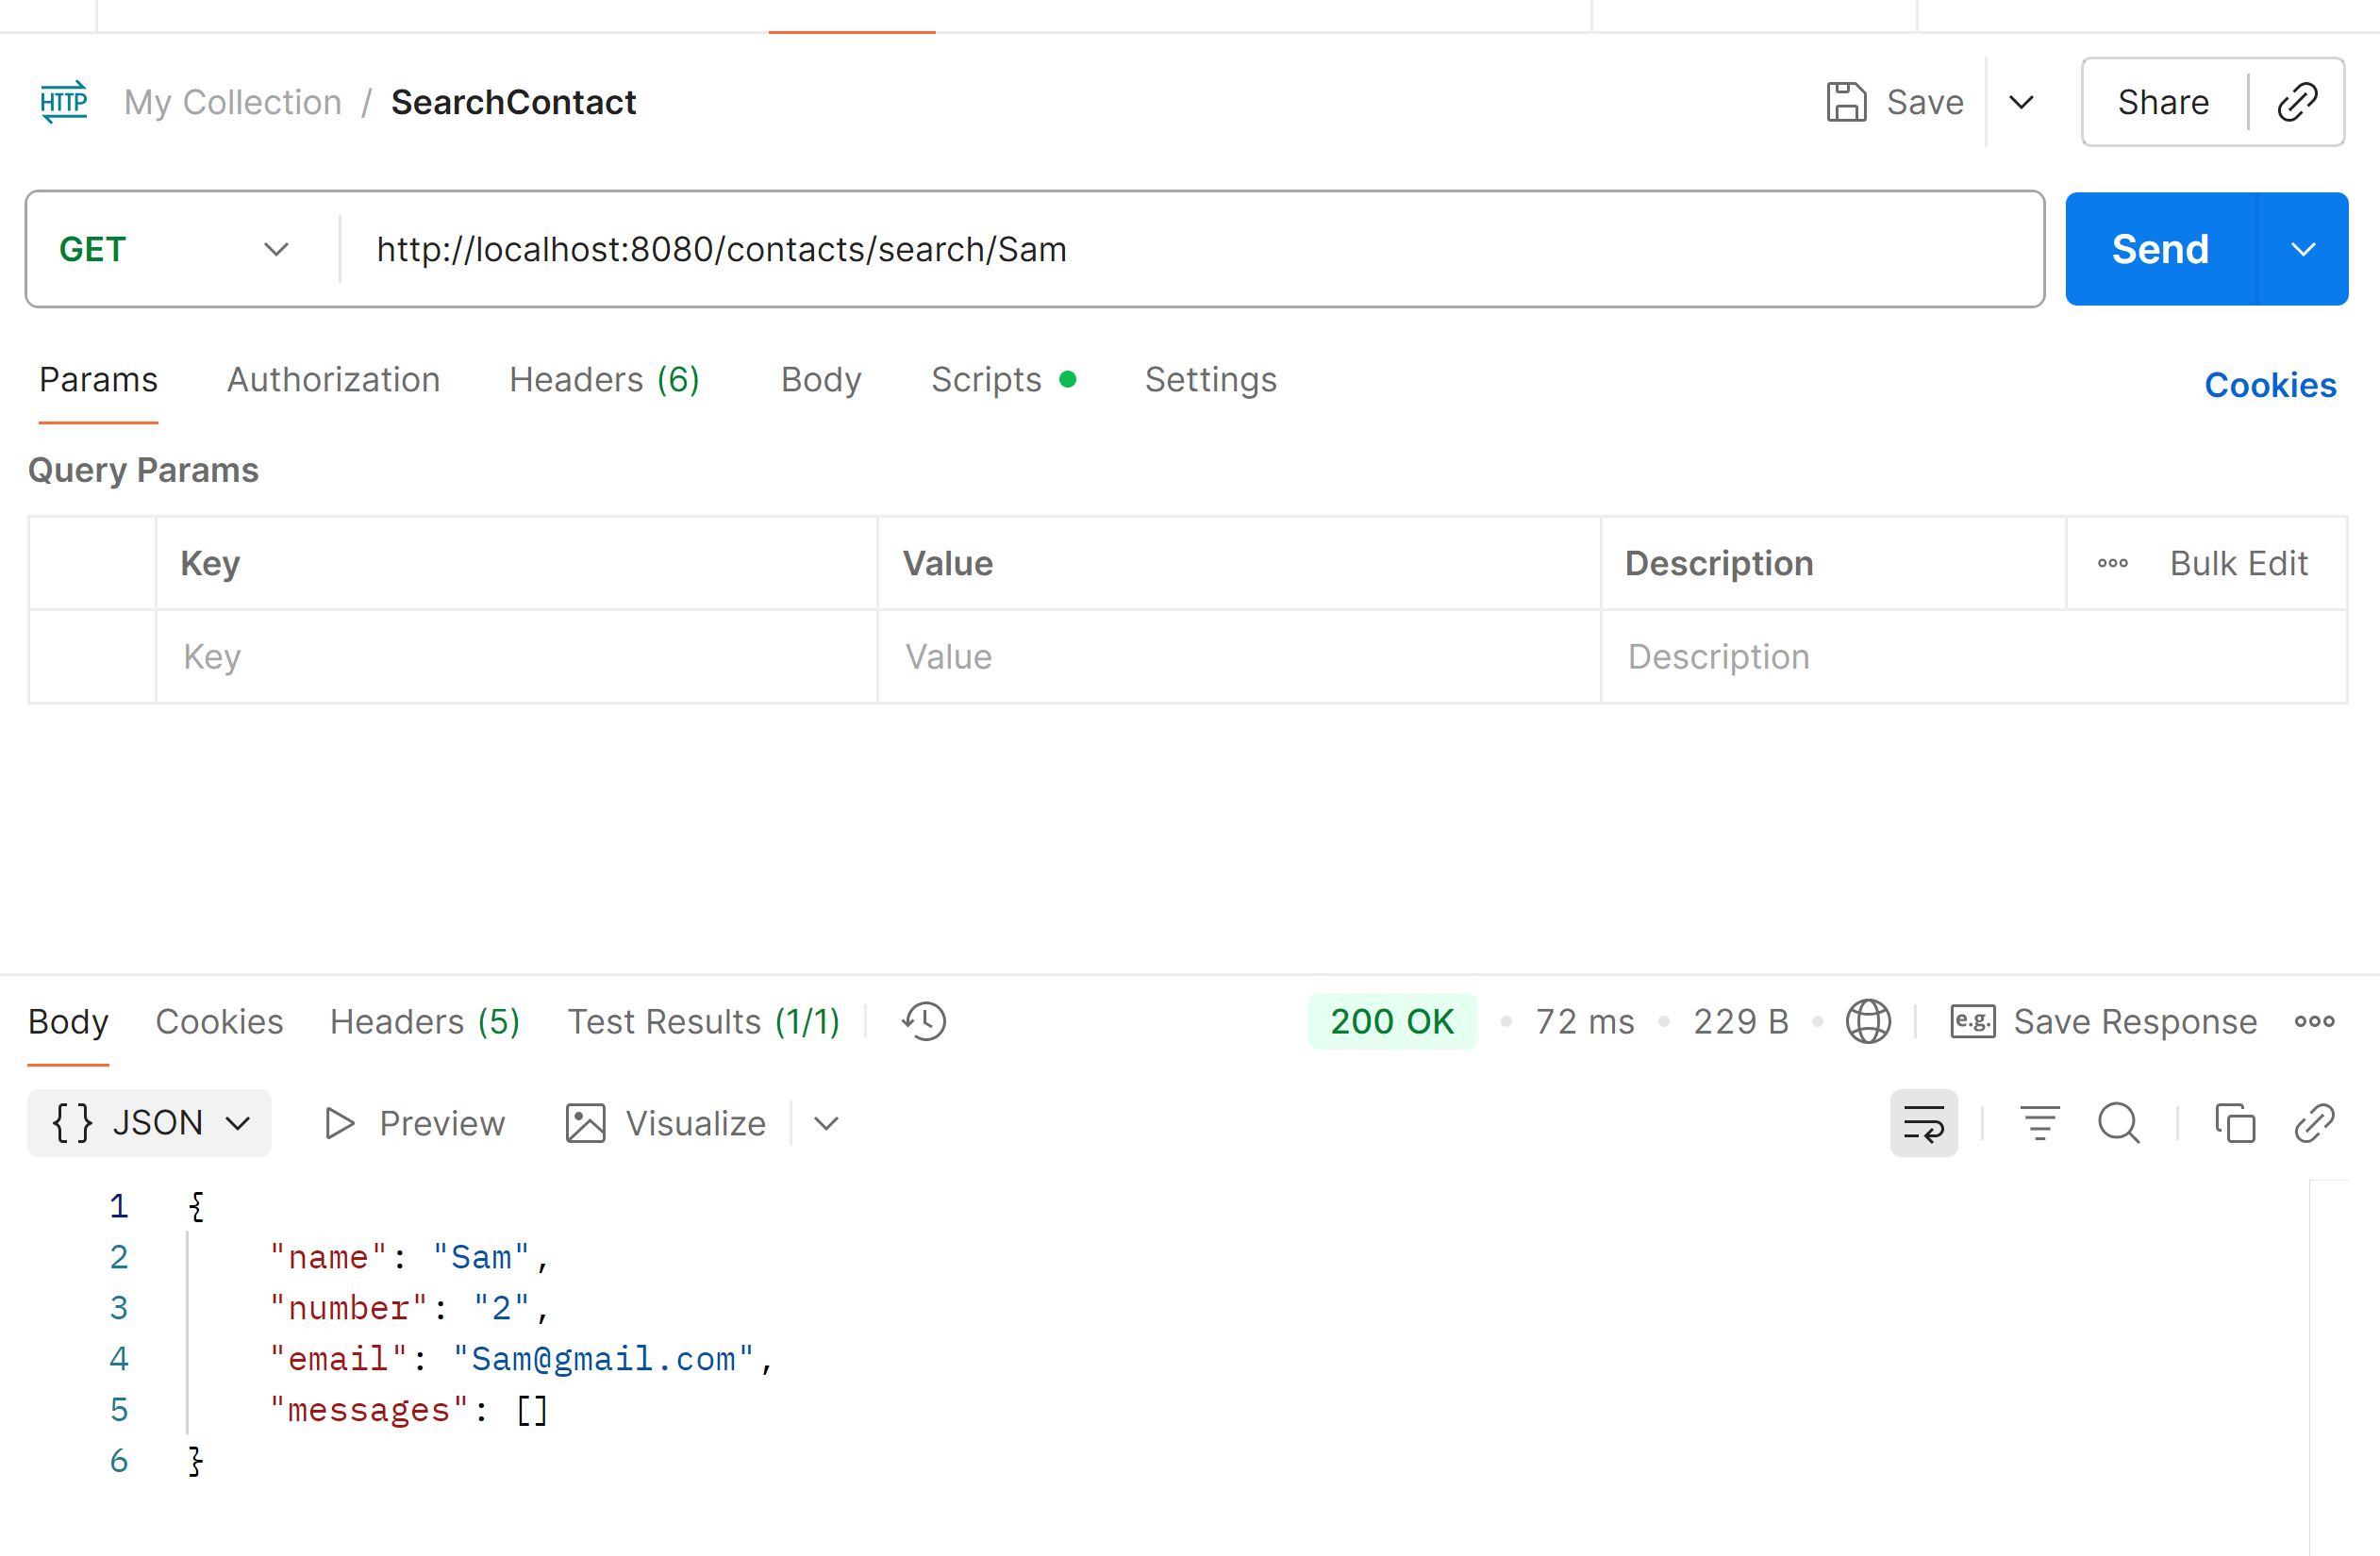 HTTP My Collection / SearchContact Save Share
GET http://localhost:8080/contacts/search/Sam Send
Params Authorization Headers (6) Body Scripts Settings Cookies
Query Params
Key Value Description Bulk Edit
Key Value Description
Body Cookies Headers (5) Test Results (1/1) 200 OK 72 ms 229 B e.g. Save Response
{} JSON Preview Visualize
1 {
2 "name": "Sam",
3 "number": "2",
4 "email": "Sam@gmail.com",
5 "messages": []
6 }